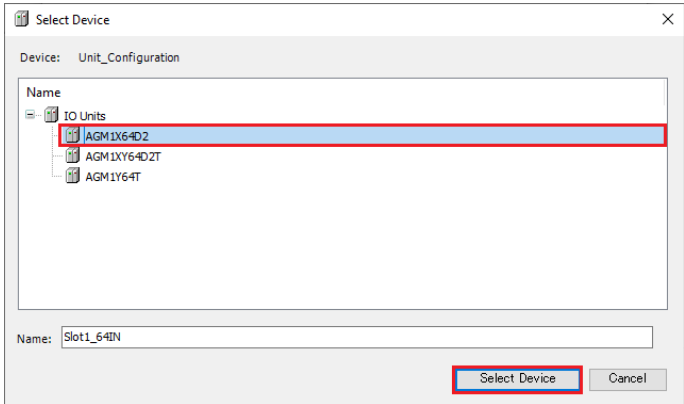 Select Device
Device: Unit_Configuration
Name
IO Units
AGM1X64D2
AGM1XY64D2T
AGM1Y64T
Name: Slot1_64IN
Select Device Cancel